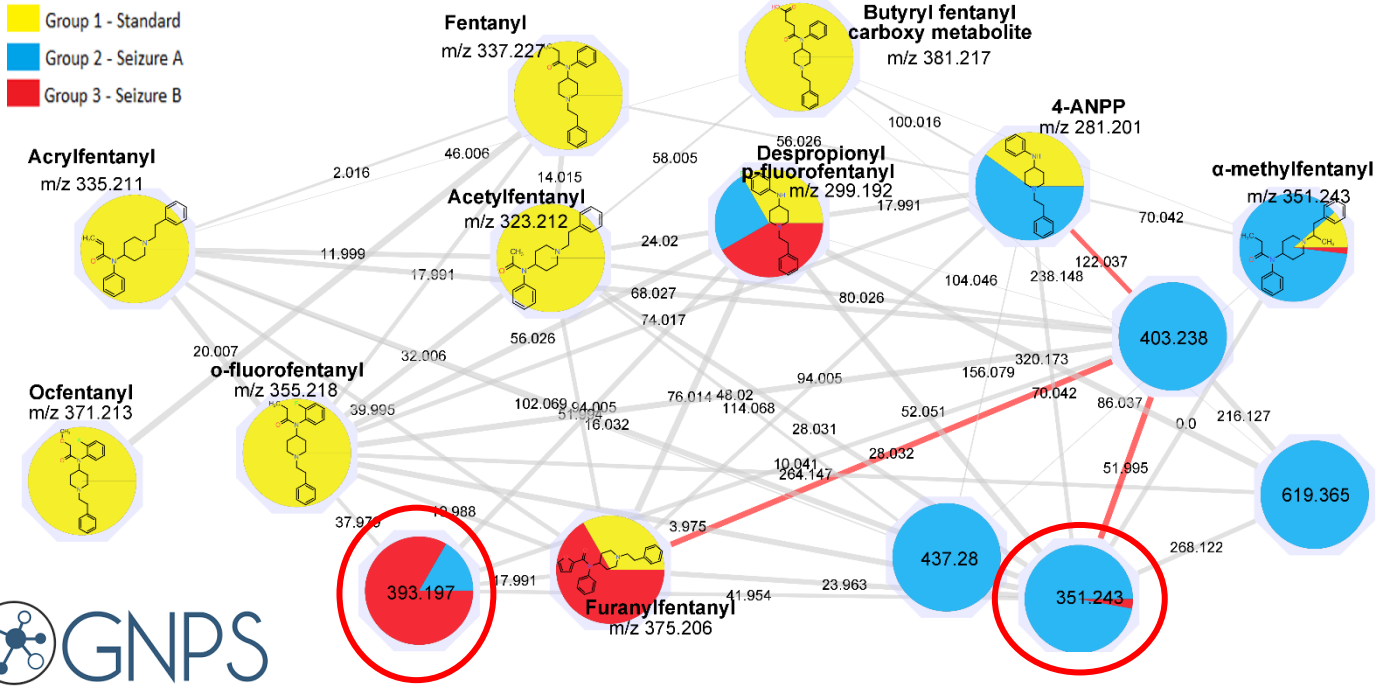 Group 1 - Standard
Group 2 - Seizure A
Group 3 - Seizure B
Fentanyl
m/z 337.227
Butyryl fentanyl
carboxy metabolite
m/z 381.217
4-ANPP
m/z 281.201
Acrylfentanyl
m/z 335.211
Acetylfentanyl
m/z 323.212
Despropionyl
p-fluorofentanyl
m/z 299.192
α-methylfentanyl
m/z 351.243
2.016
46.006
14.015
58.005
56.026
100.016
17.991
70.042
11.999
17.991
24.02
68.027
74.017
80.026
104.046
238.148
122.037
403.238
20.007
32.006
56.026
o-fluorofentanyl
m/z 355.218
Ocfentanyl
m/z 371.213
39.995
102.069
94.005
51.994
16.032
76.014
48.02
114.068
94.005
156.079
320.173
70.042
86.037
0.0
216.127
52.051
28.031
28.032
10.041
264.147
51.995
619.365
37.979
19.988
3.975
437.28
268.122
393.197
17.991
41.954
23.963
351.243
Furanylfentanyl
m/z 375.206
GNPS